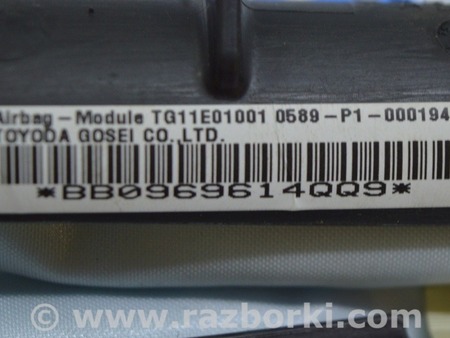 Airbag-Module TG11E01001 0589-P1-000194
TOYODA GOSEI CO.,LTD.
*BB0969614QQ9*
© www.razborki.com